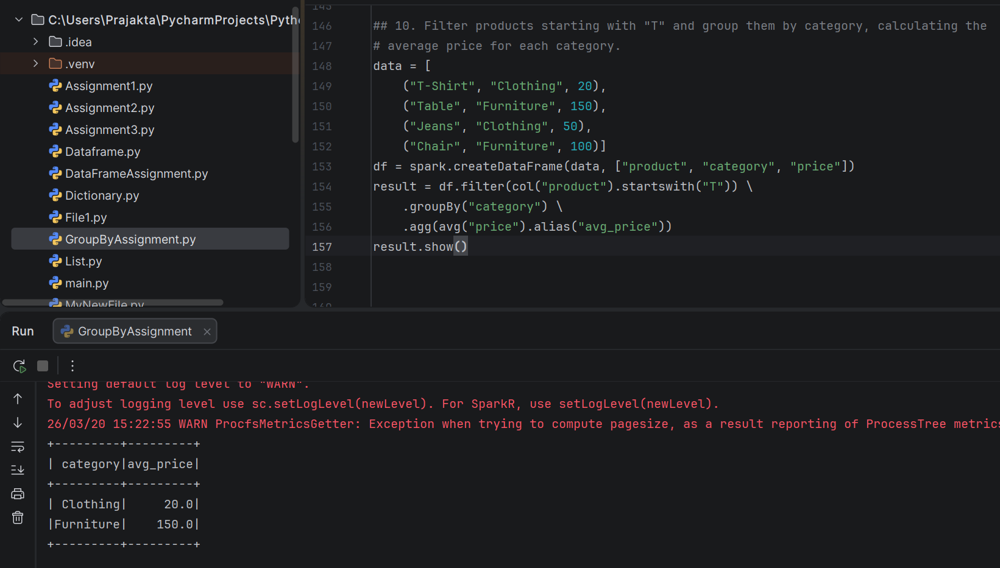 C:\Users\Prajakta\PycharmProjects\Pyth
.idea
.venv
Assignment1.py
Assignment2.py
Assignment3.py
Dataframe.py
DataFrameAssignment.py
Dictionary.py
File1.py
GroupByAssignment.py
List.py
main.py
MyNewFile.py
145
146 ## 10. Filter products starting with "T" and group them by category, calculating the
147 # average price for each category.
148 data = [
149     ("T-Shirt", "Clothing", 20),
150     ("Table", "Furniture", 150),
151     ("Jeans", "Clothing", 50),
152     ("Chair", "Furniture", 100)]
153 df = spark.createDataFrame(data, ["product", "category", "price"])
154 result = df.filter(col("product").startswith("T")) \
155     .groupBy("category") \
156     .agg(avg("price").alias("avg_price"))
157 result.show()
158
159
160
Run GroupByAssignment
Setting default log level to "WARN".
To adjust logging level use sc.setLogLevel(newLevel). For SparkR, use setLogLevel(newLevel).
26/03/20 15:22:55 WARN ProcfsMetricsGetter: Exception when trying to compute pagesize, as a result reporting of ProcessTree metrics
+---------+---------+
| category|avg_price|
+---------+---------+
| Clothing|     20.0|
|Furniture|    150.0|
+---------+---------+